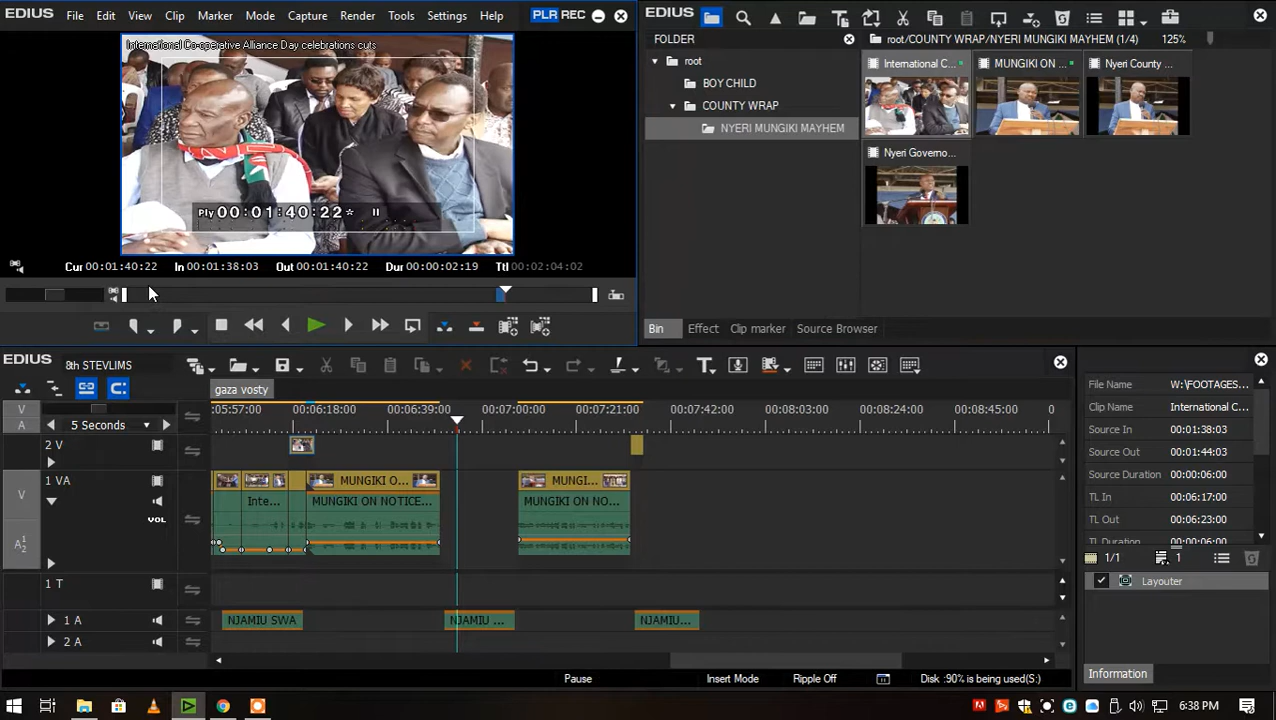 EDIUS File Edit View Clip Marker Mode Capture Render Tools Settings Help PLR REC
International Co-operative Alliance Day celebrations cuts
Ply 00:01:40:22*
Cur 00:01:40:22 In 00:01:38:03 Out 00:01:40:22 Dur 00:00:02:19 Ttl 00:02:04:02
EDIUS
FOLDER root/COUNTY WRAP/NYERI MUNGIKI MAYHEM (1/4) 125%
root
BOY CHILD
COUNTY WRAP
NYERI MUNGIKI MAYHEM
International C... MUNGIKI ON ... Nyeri County ...
Nyeri Governo...
Bin Effect Clip marker Source Browser
EDIUS 8th STEVLIMS
gaza vosty
V
A
5 Seconds
:05:57:00 00:06:18:00 00:06:39:00 00:07:00:00 00:07:21:00 00:07:42:00 00:08:03:00 00:08:24:00 00:08:45:00 0
2 V
V
1 VA
MUNGIKI O... MUNGI...
Inte... MUNGIKI ON NOTICE... MUNGIKI ON NO...
VOL
A1
2
1 T
1 A
NJAMIU SWA NJAMIU ... NJAMIU...
2 A
Pause Insert Mode Ripple Off Disk :90% is being used(S:)
EDIUS
File Name W:\FOOTAGES...
Clip Name International C...
Source In 00:01:38:03
Source Out 00:01:44:03
Source Duration 00:00:06:00
TL In 00:06:17:00
TL Out 00:06:23:00
1/1 1
Layouter
Information
6:38 PM